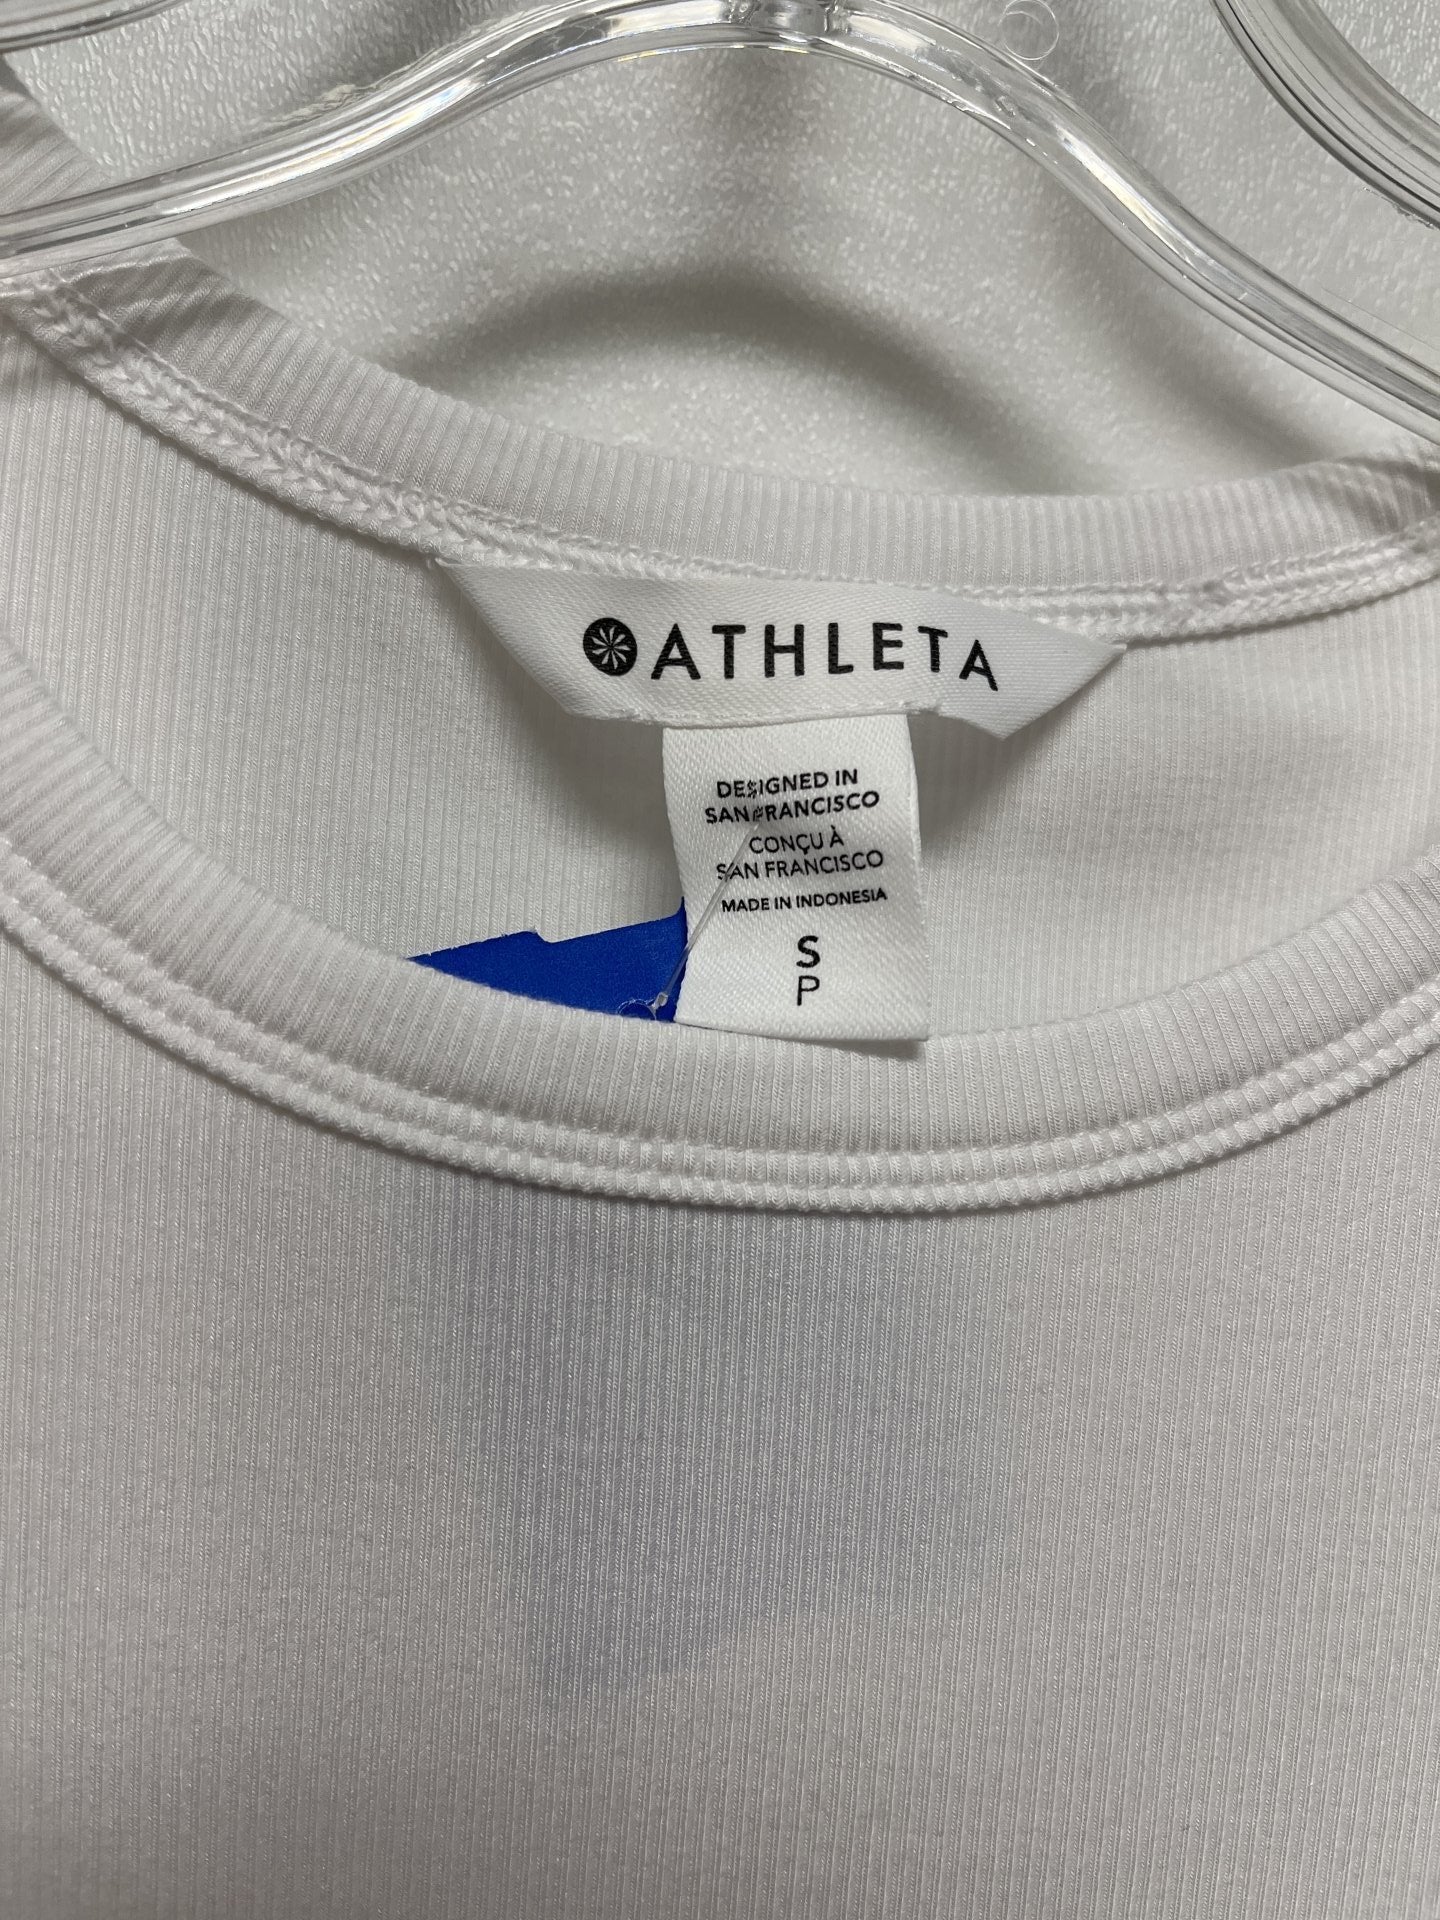 ATHLETA
DESIGNED IN
SAN FRANCISCO
CONÇU À
SAN FRANCISCO
MADE IN INDONESIA
S
P